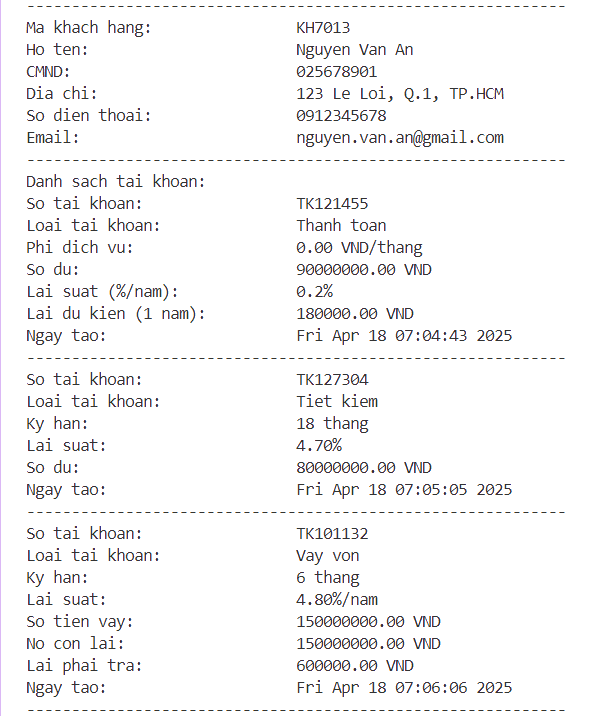 ------------------------------------------------------------
Ma khach hang: KH7013
Ho ten: Nguyen Van An
CMND: 025678901
Dia chi: 123 Le Loi, Q.1, TP.HCM
So dien thoai: 0912345678
Email: nguyen.van.an@gmail.com
------------------------------------------------------------
Danh sach tai khoan:
So tai khoan: TK121455
Loai tai khoan: Thanh toan
Phi dich vu: 0.00 VND/thang
So du: 90000000.00 VND
Lai suat (%/nam): 0.2%
Lai du kien (1 nam): 180000.00 VND
Ngay tao: Fri Apr 18 07:04:43 2025
------------------------------------------------------------
So tai khoan: TK127304
Loai tai khoan: Tiet kiem
Ky han: 18 thang
Lai suat: 4.70%
So du: 80000000.00 VND
Ngay tao: Fri Apr 18 07:05:05 2025
------------------------------------------------------------
So tai khoan: TK101132
Loai tai khoan: Vay von
Ky han: 6 thang
Lai suat: 4.80%/nam
So tien vay: 150000000.00 VND
No con lai: 150000000.00 VND
Lai phai tra: 600000.00 VND
Ngay tao: Fri Apr 18 07:06:06 2025
------------------------------------------------------------